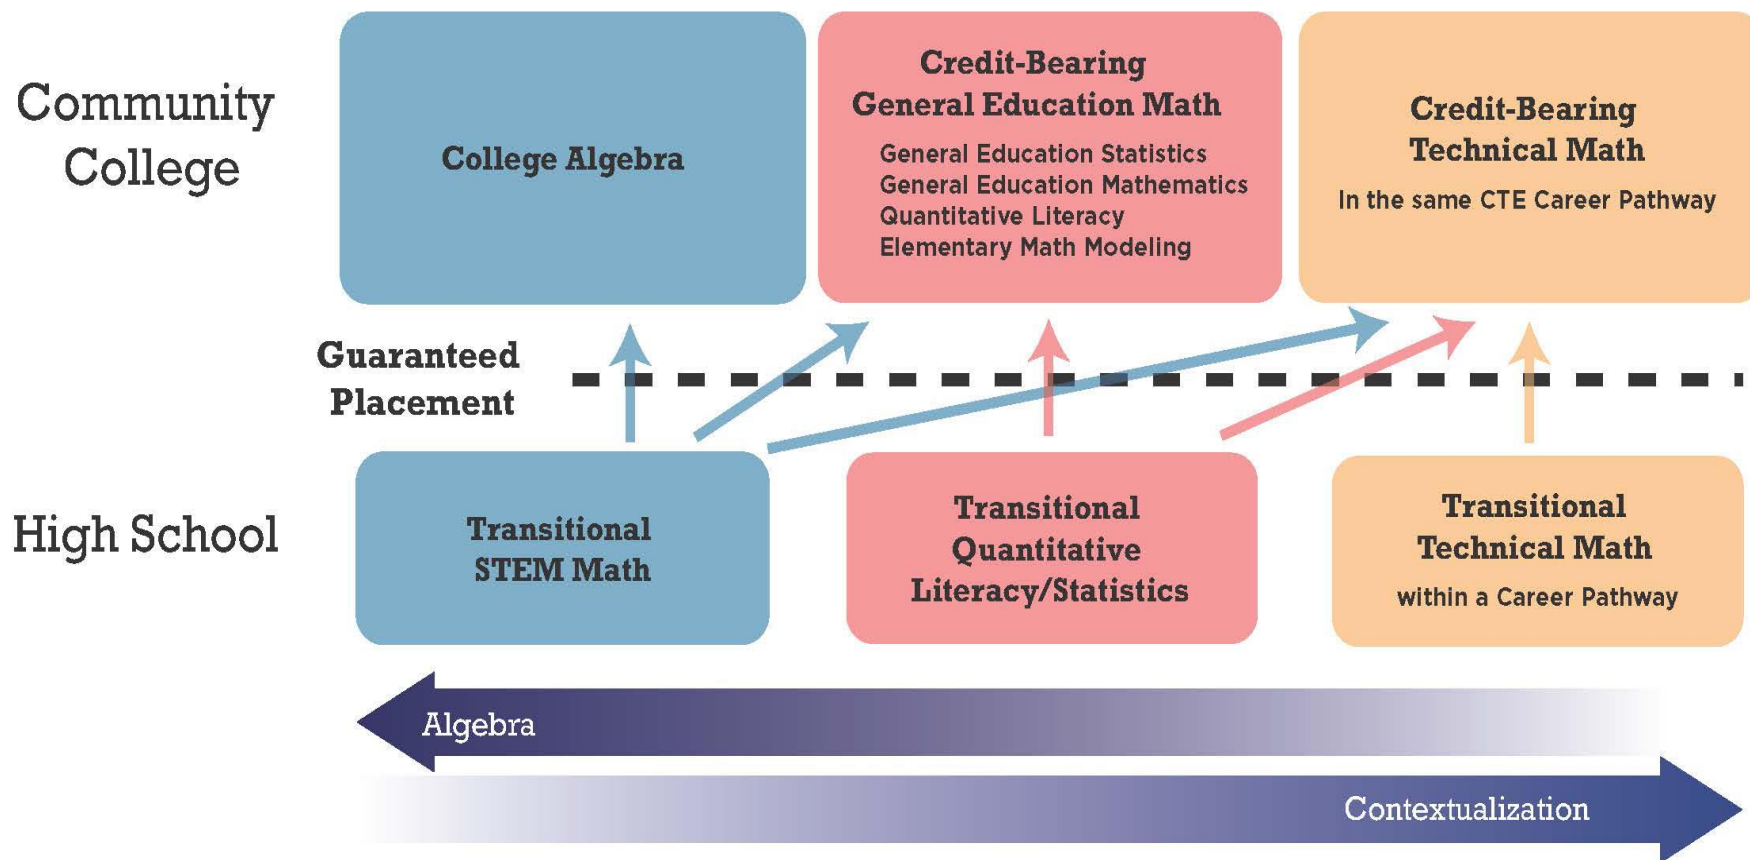 Community
College
College Algebra
Credit-Bearing
General Education Math
General Education Statistics
General Education Mathematics
Quantitative Literacy
Elementary Math Modeling
Credit-Bearing
Technical Math
In the same CTE Career Pathway
Guaranteed
Placement
High School
Transitional
STEM Math
Transitional
Quantitative
Literacy/Statistics
Transitional
Technical Math
within a Career Pathway
Algebra
Contextualization